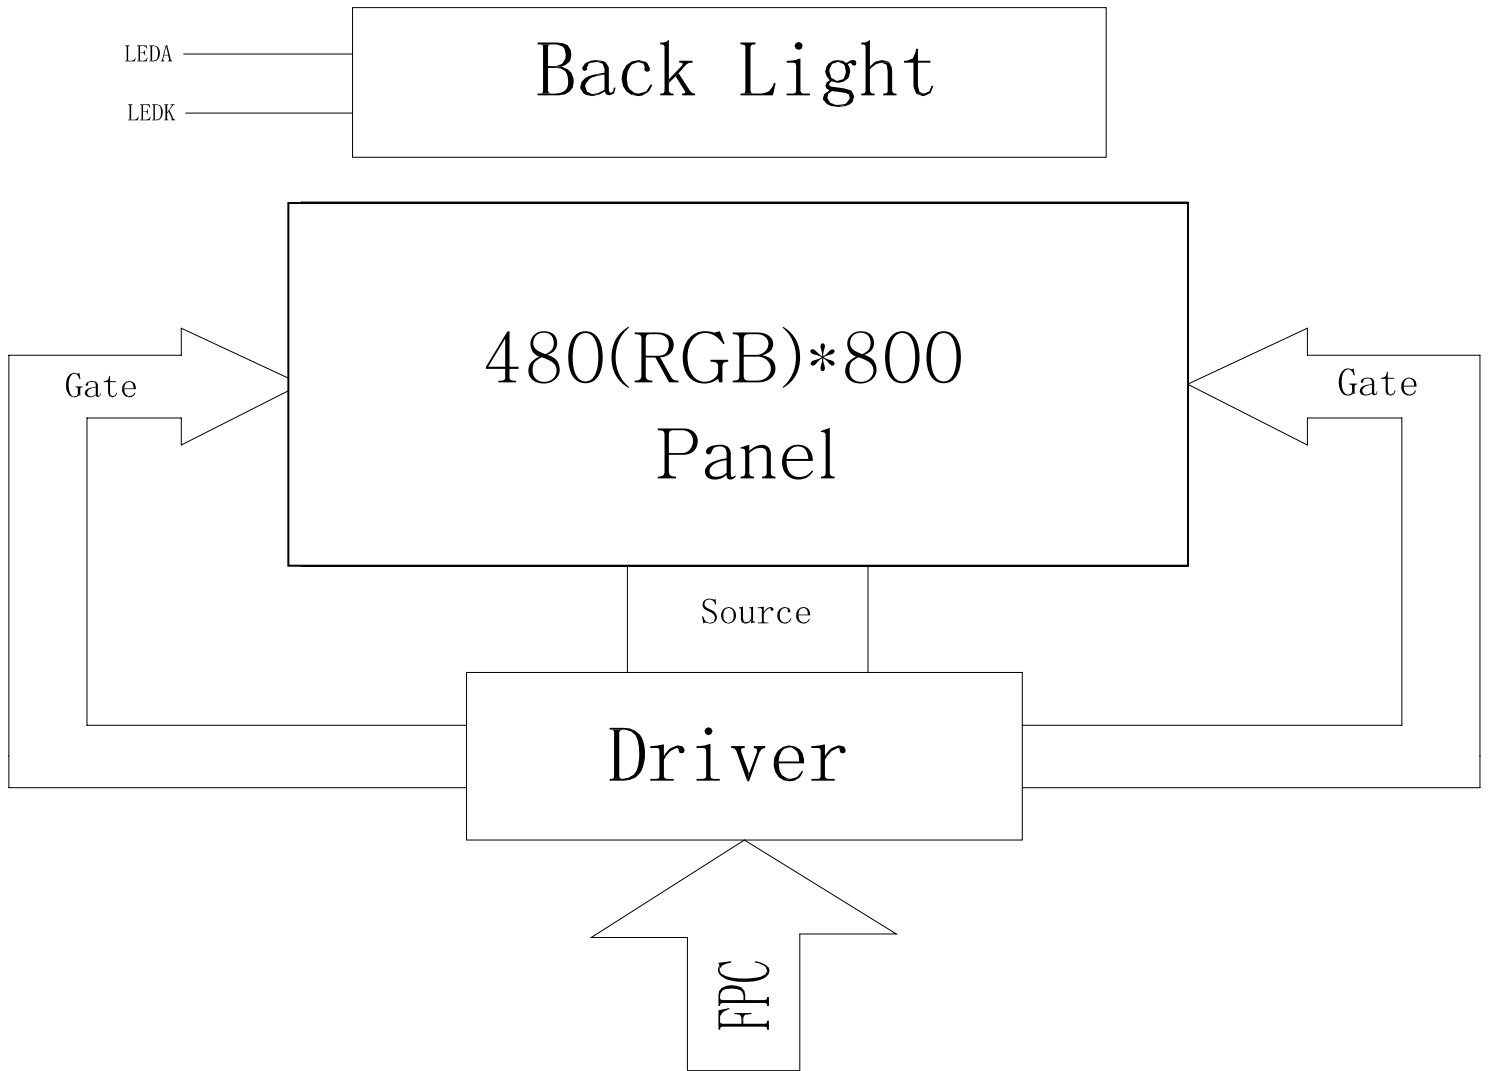 LEDA
Back Light
LEDK
480(RGB)*800
Panel
Gate
Gate
Source
Driver
FPC